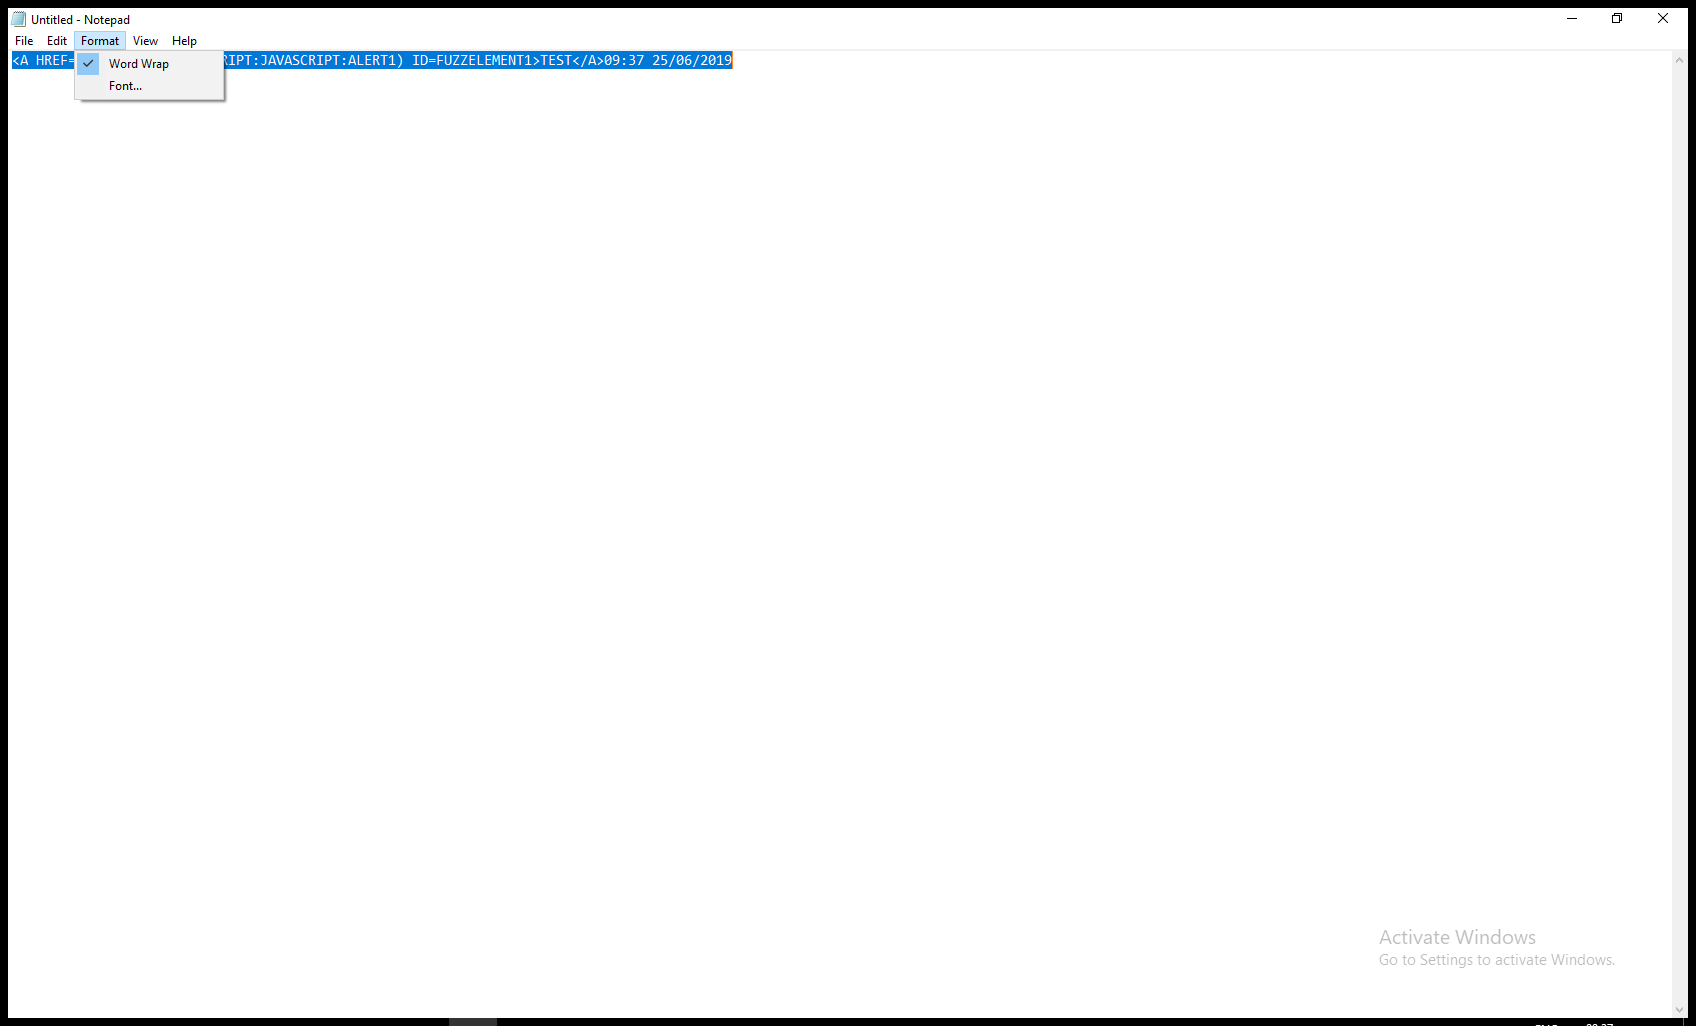 Untitled - Notepad
File Edit Format View Help
<A HREF= RIPT:JAVASCRIPT:ALERT1) ID=FUZZELEMENT1>TEST</A>09:37 25/06/2019
Word Wrap
Font...
Activate Windows
Go to Settings to activate Windows.